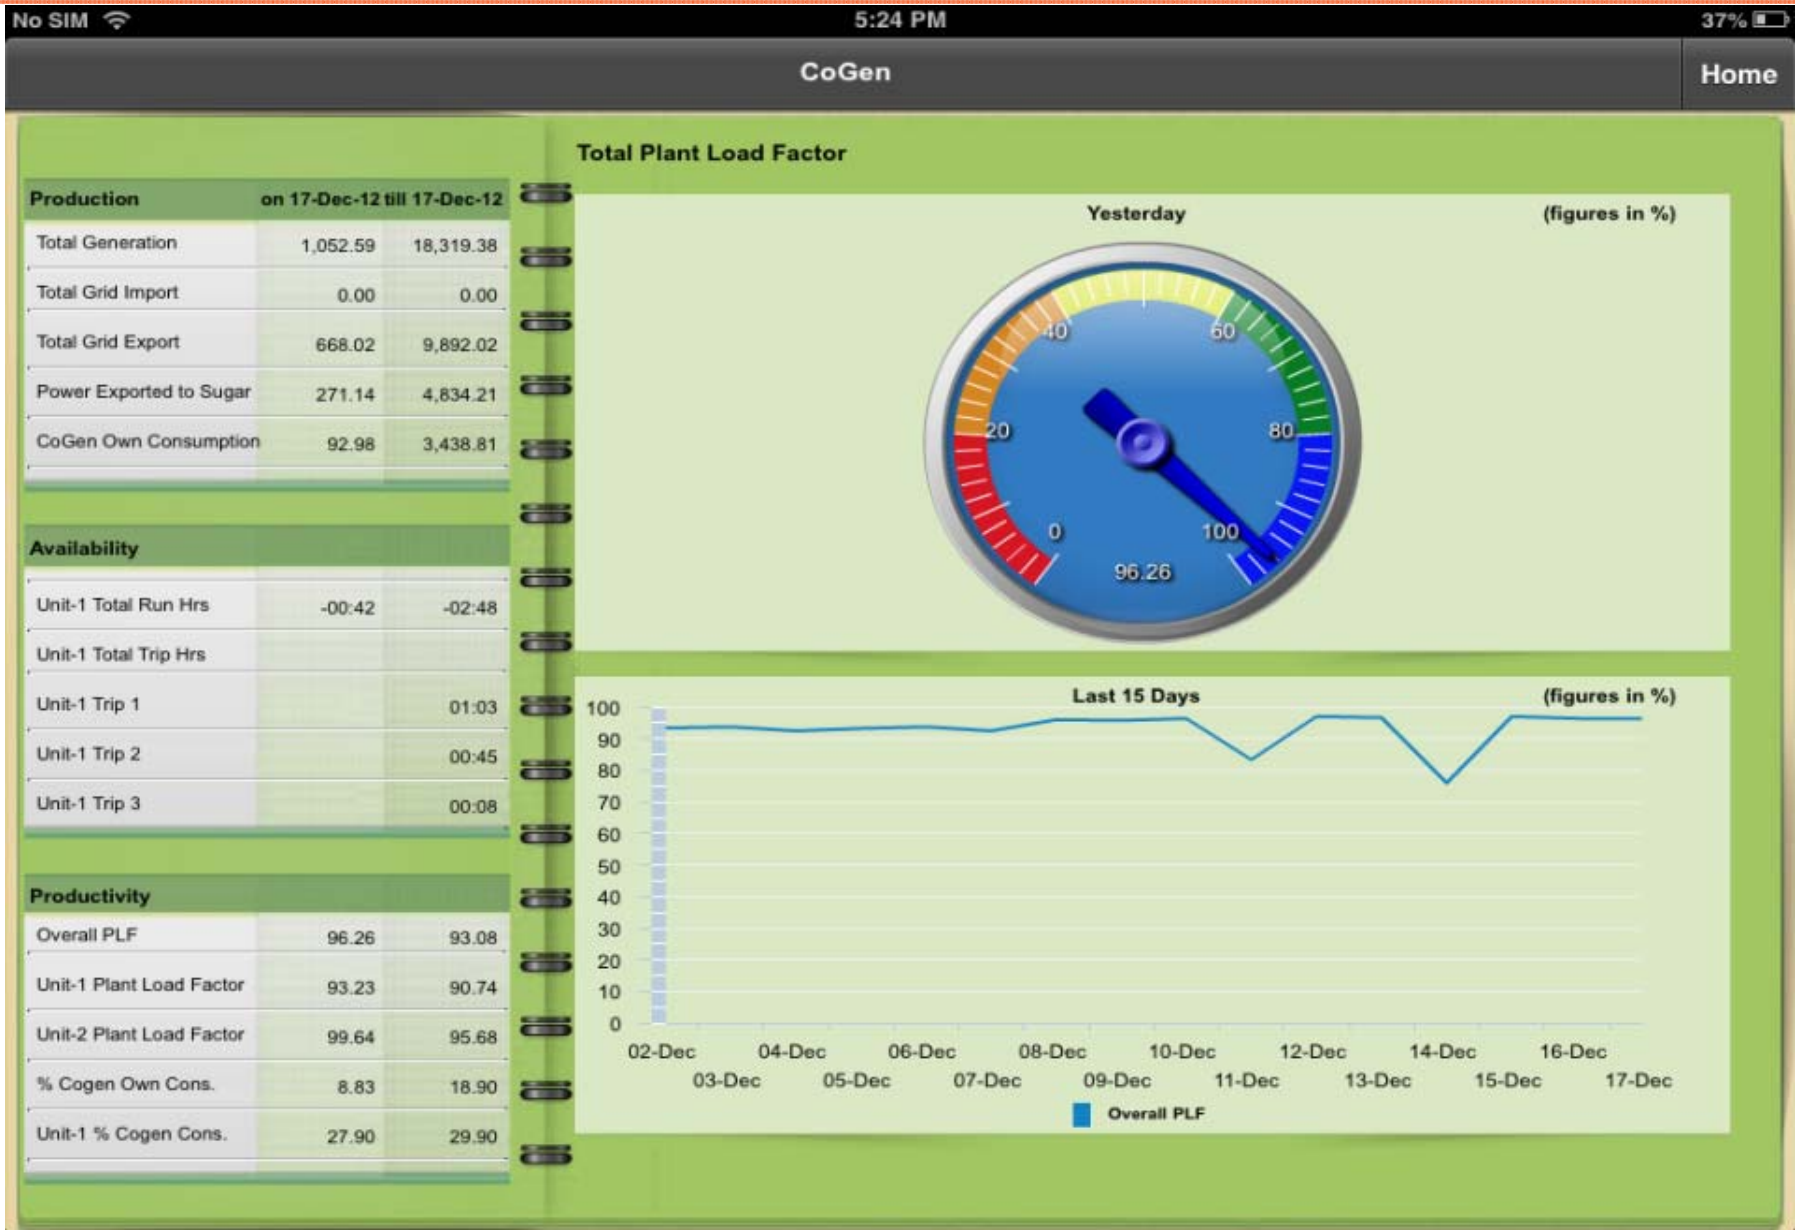 No SIM 5:24 PM 37%
CoGen Home
Production on 17-Dec-12 till 17-Dec-12
Total Generation 1,052.59 18,319.38
Total Grid Import 0.00 0.00
Total Grid Export 668.02 9,892.02
Power Exported to Sugar 271.14 4,834.21
CoGen Own Consumption 92.98 3,438.81
Availability
Unit-1 Total Run Hrs -00:42 -02:48
Unit-1 Total Trip Hrs
Unit-1 Trip 1 01:03
Unit-1 Trip 2 00:45
Unit-1 Trip 3 00:08
Productivity
Overall PLF 96.26 93.08
Unit-1 Plant Load Factor 93.23 90.74
Unit-2 Plant Load Factor 99.64 95.68
% Cogen Own Cons. 8.83 18.90
Unit-1 % Cogen Cons. 27.90 29.90
Total Plant Load Factor
Yesterday (figures in %)
40 60
20 80
0 100
96.26
Last 15 Days (figures in %)
100
90
80
70
60
50
40
30
20
10
0
02-Dec 04-Dec 06-Dec 08-Dec 10-Dec 12-Dec 14-Dec 16-Dec
03-Dec 05-Dec 07-Dec 09-Dec 11-Dec 13-Dec 15-Dec 17-Dec
Overall PLF